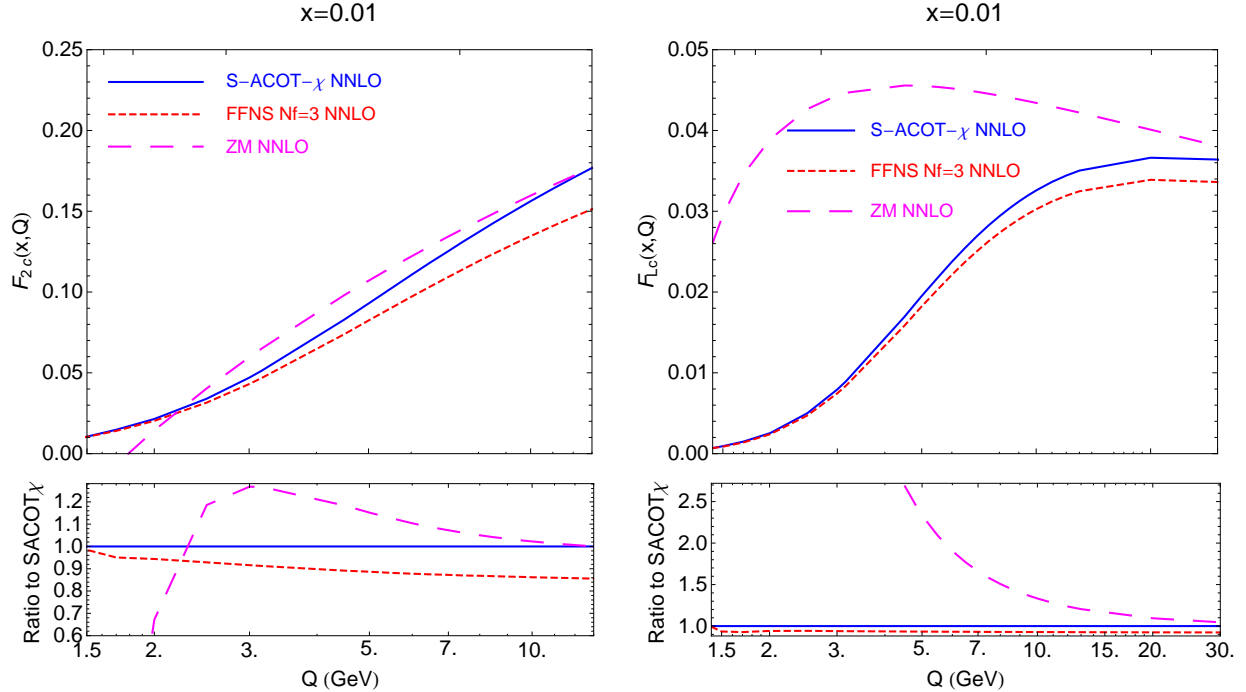 x=0.01
0.25
0.20
0.15
0.10
0.05
0.00
F2c(x,Q)
S−ACOT−χ NNLO
FFNS Nf=3 NNLO
ZM NNLO
1.2
1.1
1.0
0.9
0.8
0.7
0.6
Ratio to SACOTχ
1.5 2. 3. 5. 7. 10.
Q (GeV)
x=0.01
0.05
0.04
0.03
0.02
0.01
0.00
FLc(x,Q)
S−ACOT−χ NNLO
FFNS Nf=3 NNLO
ZM NNLO
2.5
2.0
1.5
1.0
Ratio to SACOTχ
1.5 2. 3. 5. 7. 10. 15. 20. 30.
Q (GeV)